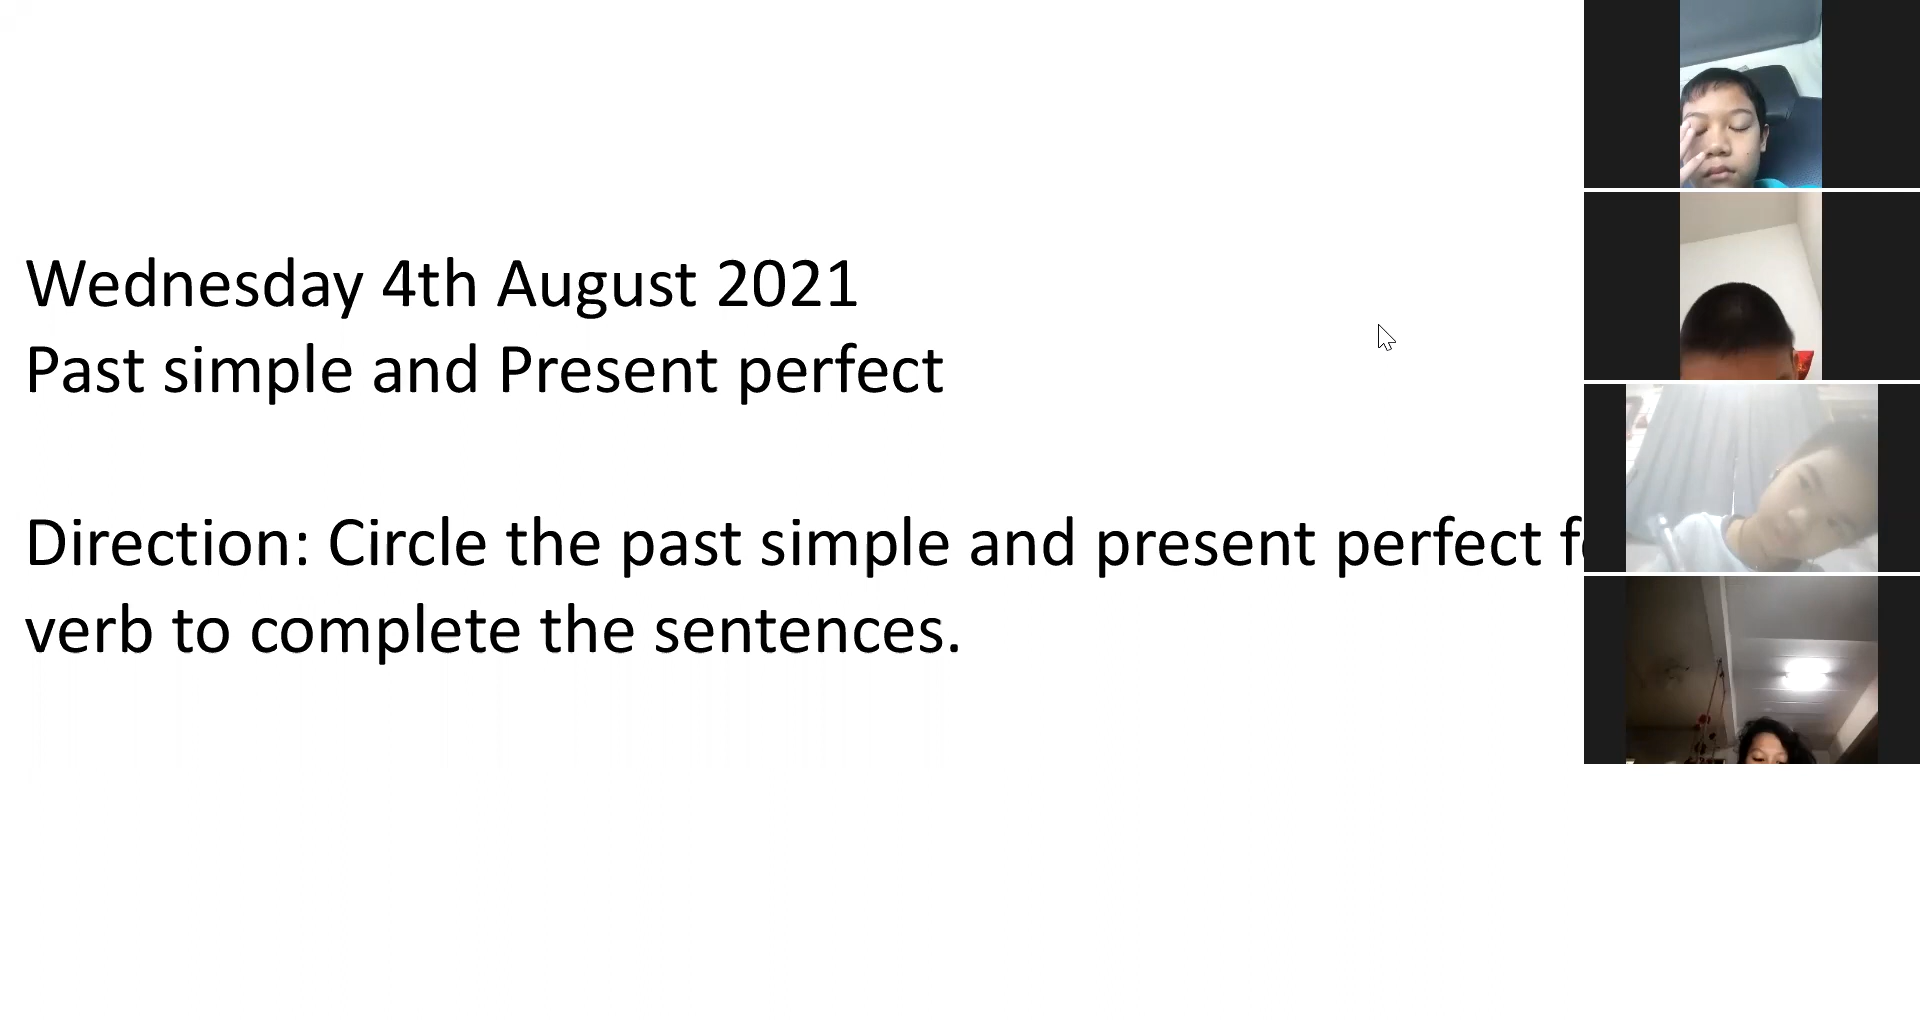 Wednesday 4th August 2021
Past simple and Present perfect
Direction: Circle the past simple and present perfect
verb to complete the sentences.